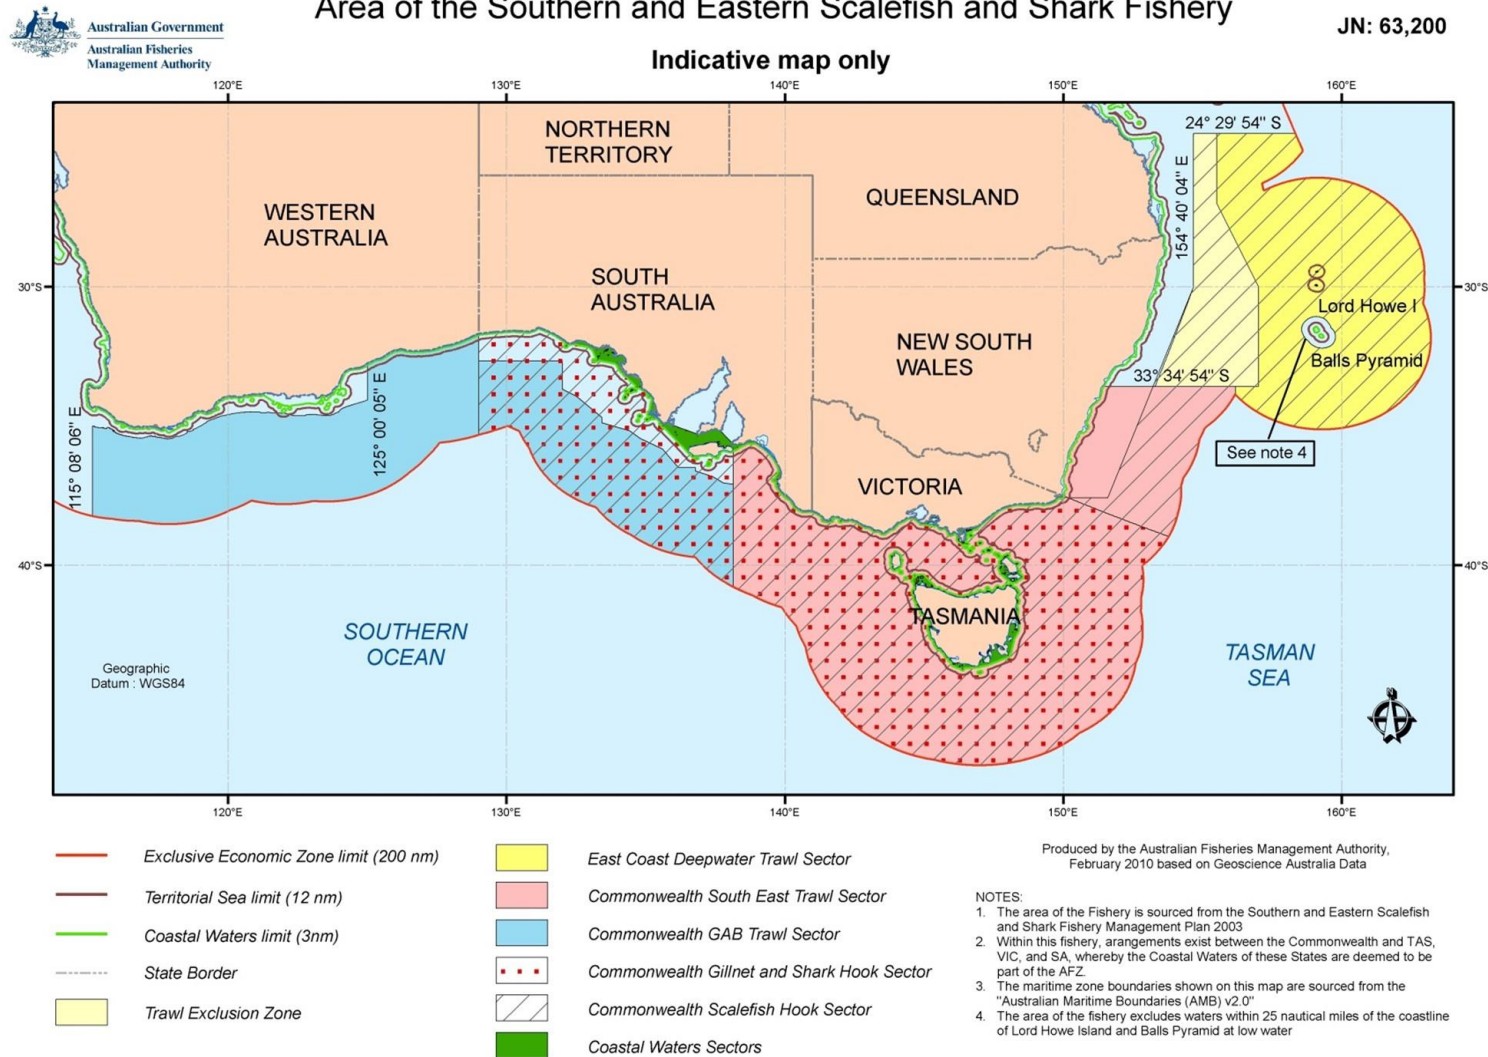 Area of the Southern and Eastern Scalefish and Shark Fishery
Australian Government
Australian Fisheries
Management Authority
JN: 63,200
Indicative map only
120°E
130°E
140°E
150°E
160°E
24° 29' 54" S
NORTHERN
TERRITORY
QUEENSLAND
WESTERN
AUSTRALIA
154° 40' 04" E
SOUTH
AUSTRALIA
30°S
30°S
Lord Howe I
NEW SOUTH
WALES
Balls Pyramid
33° 34' 54" S
115° 08' 06" E
125° 00' 05" E
See note 4
VICTORIA
40°S
40°S
TASMANIA
SOUTHERN
OCEAN
TASMAN
SEA
Geographic
Datum : WGS84
120°E
130°E
140°E
150°E
160°E
Exclusive Economic Zone limit (200 nm)
Territorial Sea limit (12 nm)
Coastal Waters limit (3nm)
State Border
Trawl Exclusion Zone
East Coast Deepwater Trawl Sector
Commonwealth South East Trawl Sector
Commonwealth GAB Trawl Sector
Commonwealth Gillnet and Shark Hook Sector
Commonwealth Scalefish Hook Sector
Coastal Waters Sectors
Produced by the Australian Fisheries Management Authority,
February 2010 based on Geoscience Australia Data
NOTES:
1. The area of the Fishery is sourced from the Southern and Eastern Scalefish
and Shark Fishery Management Plan 2003
2. Within this fishery, arangements exist between the Commonwealth and TAS,
VIC, and SA, whereby the Coastal Waters of these States are deemed to be
part of the AFZ.
3. The maritime zone boundaries shown on this map are sourced from the
"Australian Maritime Boundaries (AMB) v2.0"
4. The area of the fishery excludes waters within 25 nautical miles of the coastline
of Lord Howe Island and Balls Pyramid at low water